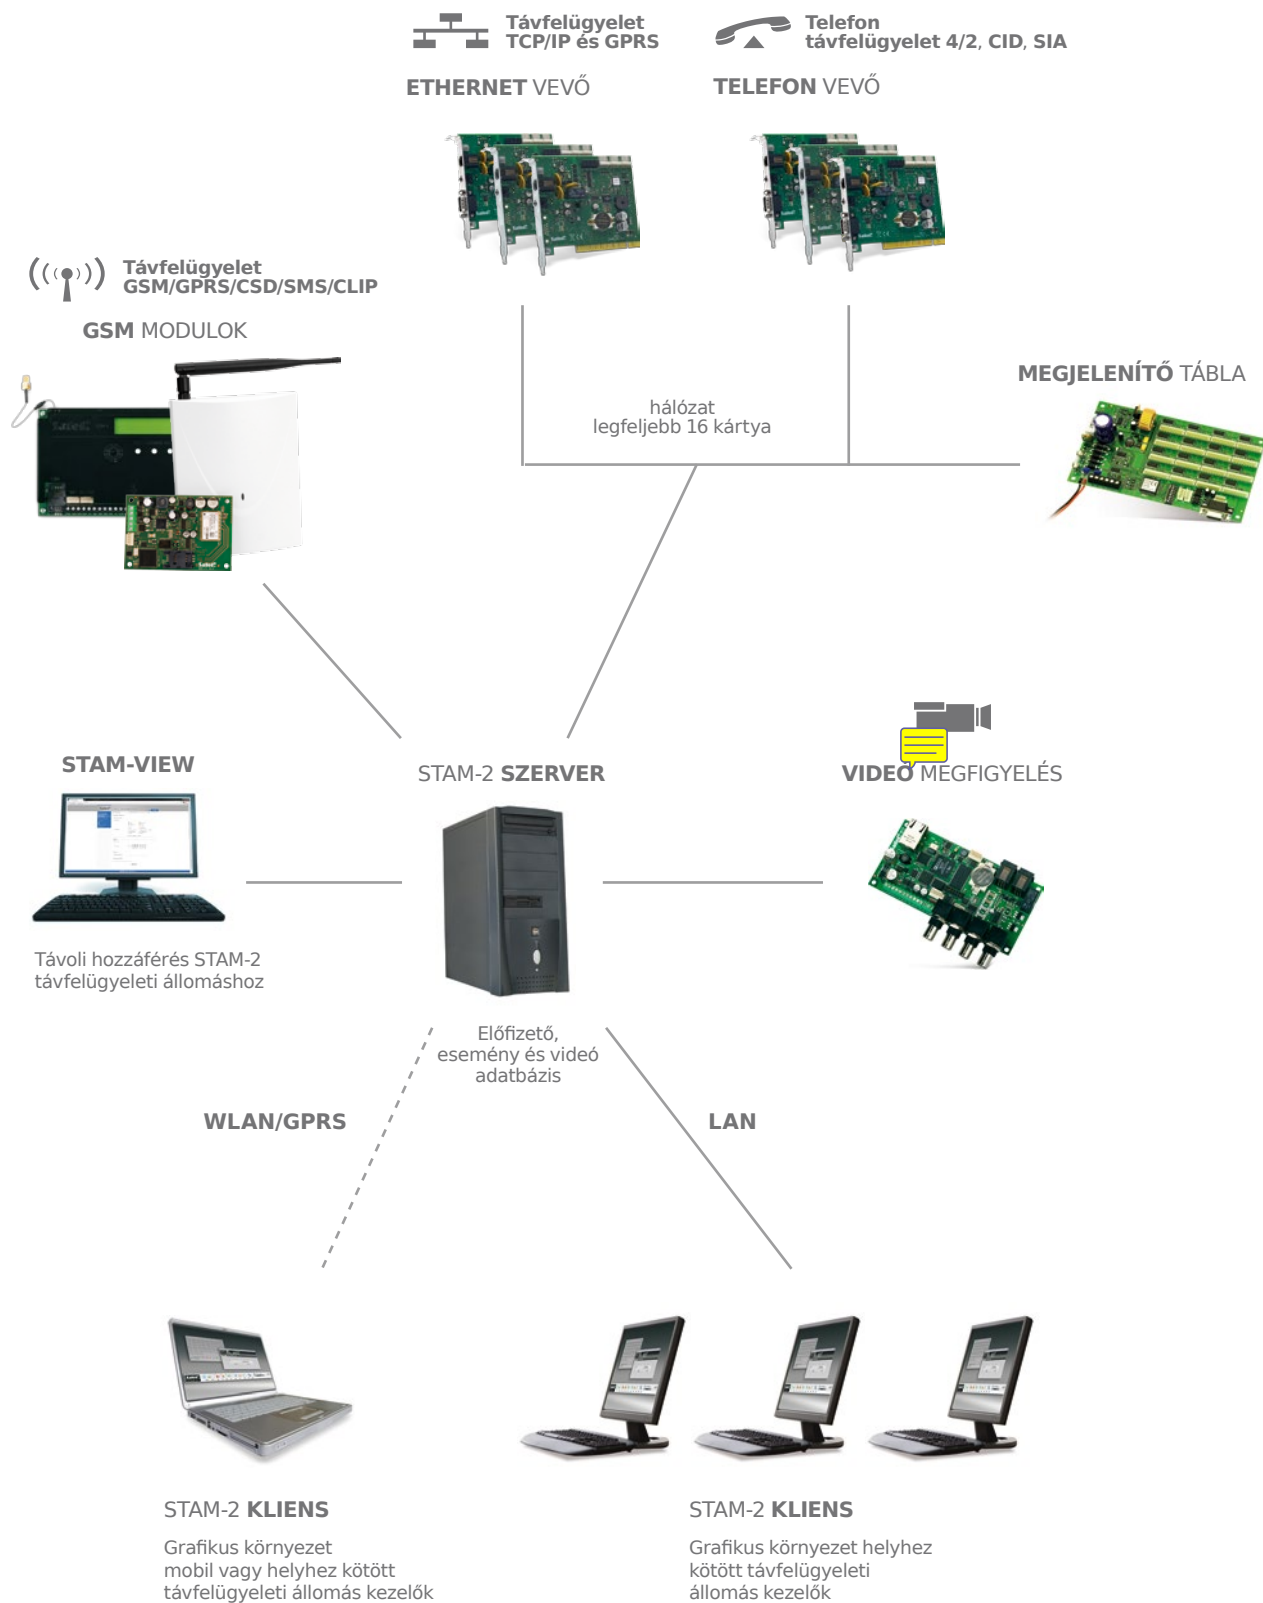 Távfelügyelet
TCP/IP és GPRS
ETHERNET VEVŐ
Telefon
távfelügyelet 4/2, CID, SIA
TELEFON VEVŐ
Távfelügyelet
GSM/GPRS/CSD/SMS/CLIP
GSM MODULOK
hálózat
legfeljebb 16 kártya
MEGJELENÍTŐ TÁBLA
STAM-VIEW
Távoli hozzáférés STAM-2
távfelügyeleti állomáshoz
STAM-2 SZERVER
Előfizető,
esemény és videó
adatbázis
VIDEÓ MEGFIGYELÉS
WLAN/GPRS
LAN
STAM-2 KLIENS
Grafikus környezet
mobil vagy helyhez kötött
távfelügyeleti állomás kezelők
STAM-2 KLIENS
Grafikus környezet helyhez
kötött távfelügyeleti
állomás kezelők